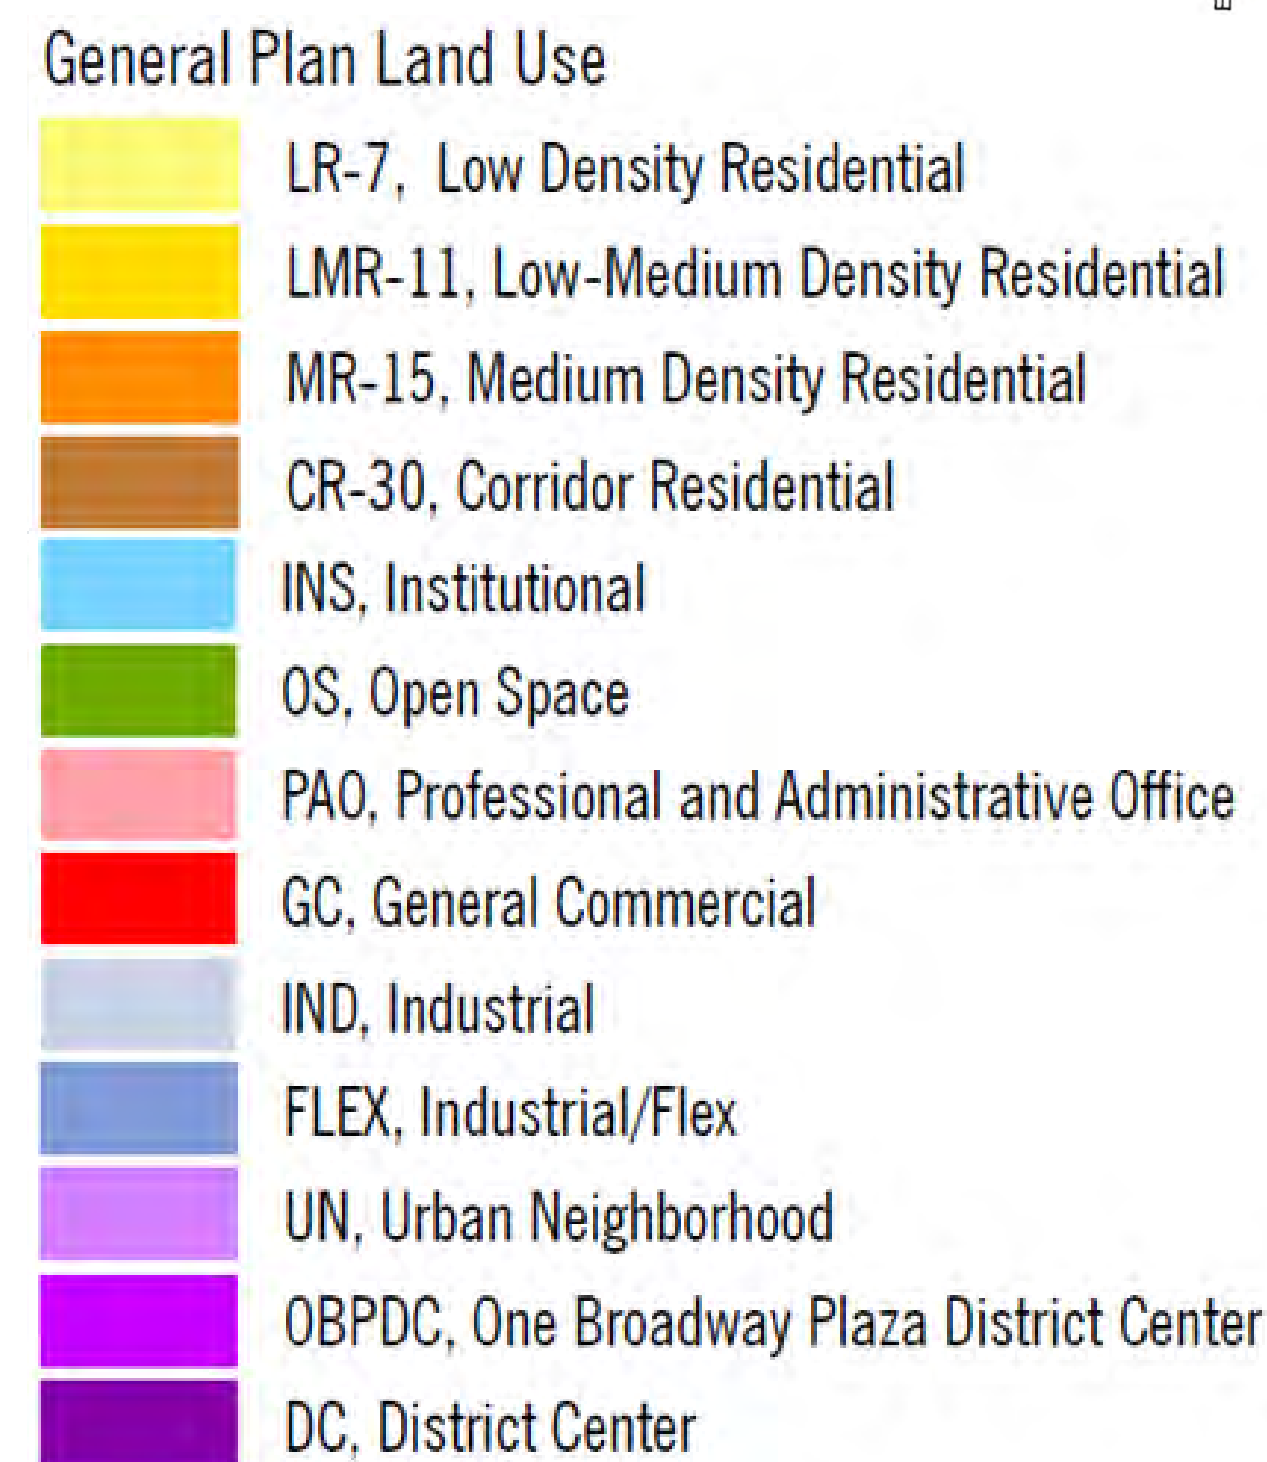 General Plan Land Use
LR-7, Low Density Residential
LMR-11, Low-Medium Density Residential
MR-15, Medium Density Residential
CR-30, Corridor Residential
INS, Institutional
OS, Open Space
PAO, Professional and Administrative Office
GC, General Commercial
IND, Industrial
FLEX, Industrial/Flex
UN, Urban Neighborhood
OBPDC, One Broadway Plaza District Center
DC, District Center